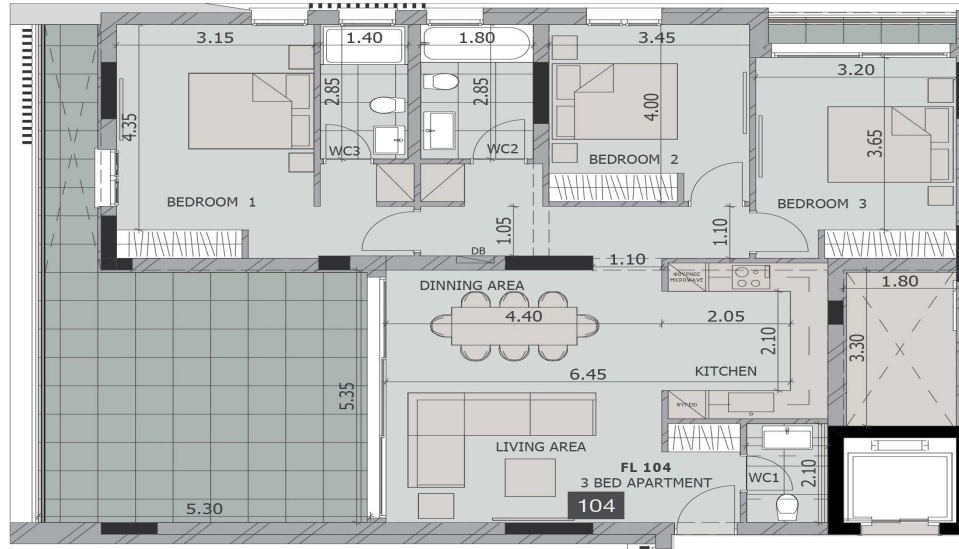 3.15
1.40
1.80
3.45
3.20
2.85
2.85
4.35
4.00
3.65
WC3
WC2
BEDROOM 2
BEDROOM 1
BEDROOM 3
1.05
1.10
DB
1.10
ΦΟΥΡΝΟΣ
MICROWAVE
1.80
DINNING AREA
4.40
2.05
2.10
3.30
6.45
KITCHEN
5.35
ΨΥΓΕΙΟ
LIVING AREA
FL 104
3 BED APARTMENT
WC1
2.10
104
5.30